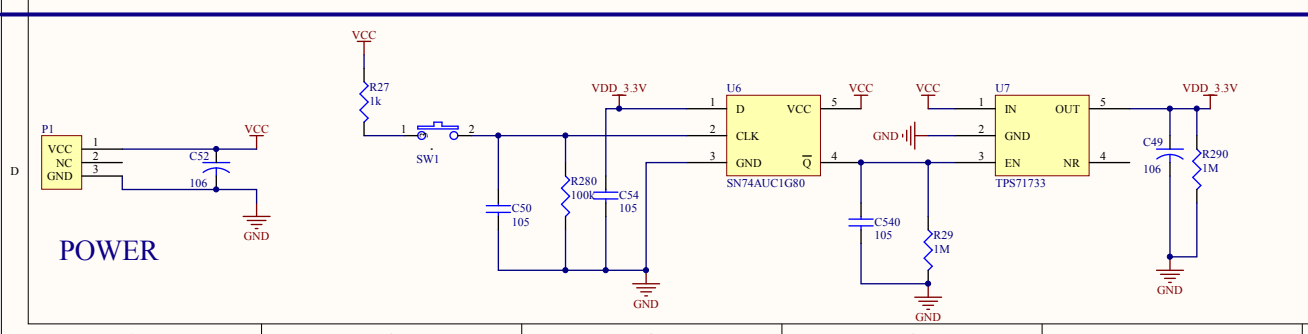 D
P1
VCC 1
NC 2
GND 3
C52
106
VCC
GND
POWER
VCC
R27
1k
1 2
SW1
C50
105
R280
100k
C54
105
VDD_3.3V
GND
U6
1 D VCC 5
2 CLK
3 GND Q̅ 4
SN74AUC1G80
VCC
C540
105
R29
1M
GND
VCC
GND
U7
1 IN OUT 5
2 GND
3 EN NR 4
TPS71733
VDD_3.3V
C49
106
R290
1M
GND